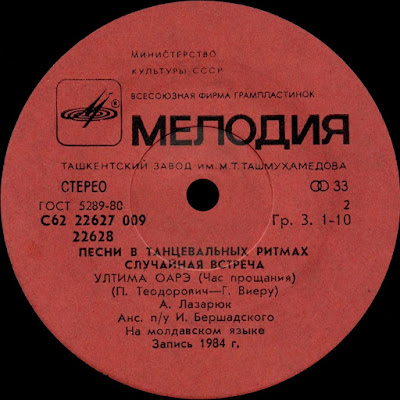 МИНИСТЕРСТВО
КУЛЬТУРЫ СССР
ВСЕСОЮЗНАЯ ФИРМА ГРАМПЛАСТИНОК
МЕЛОДИЯ
ТАШКЕНТСКИЙ ЗАВОД ИМ. М. Т. ТАШМУХАМЕДОВА
СТЕРЕО 33
ГОСТ 5289-80 2
С62 22627 009 Гр. 3. 1-10
22628
ПЕСНИ В ТАНЦЕВАЛЬНЫХ РИТМАХ
СЛУЧАЙНАЯ ВСТРЕЧА
УЛТИМА ОАРЭ (Час прощания)
(П. Теодорович—Г. Виеру)
А. Лазарюк
Анс. п/у И. Бершадского
На молдавском языке
Запись 1984 г.